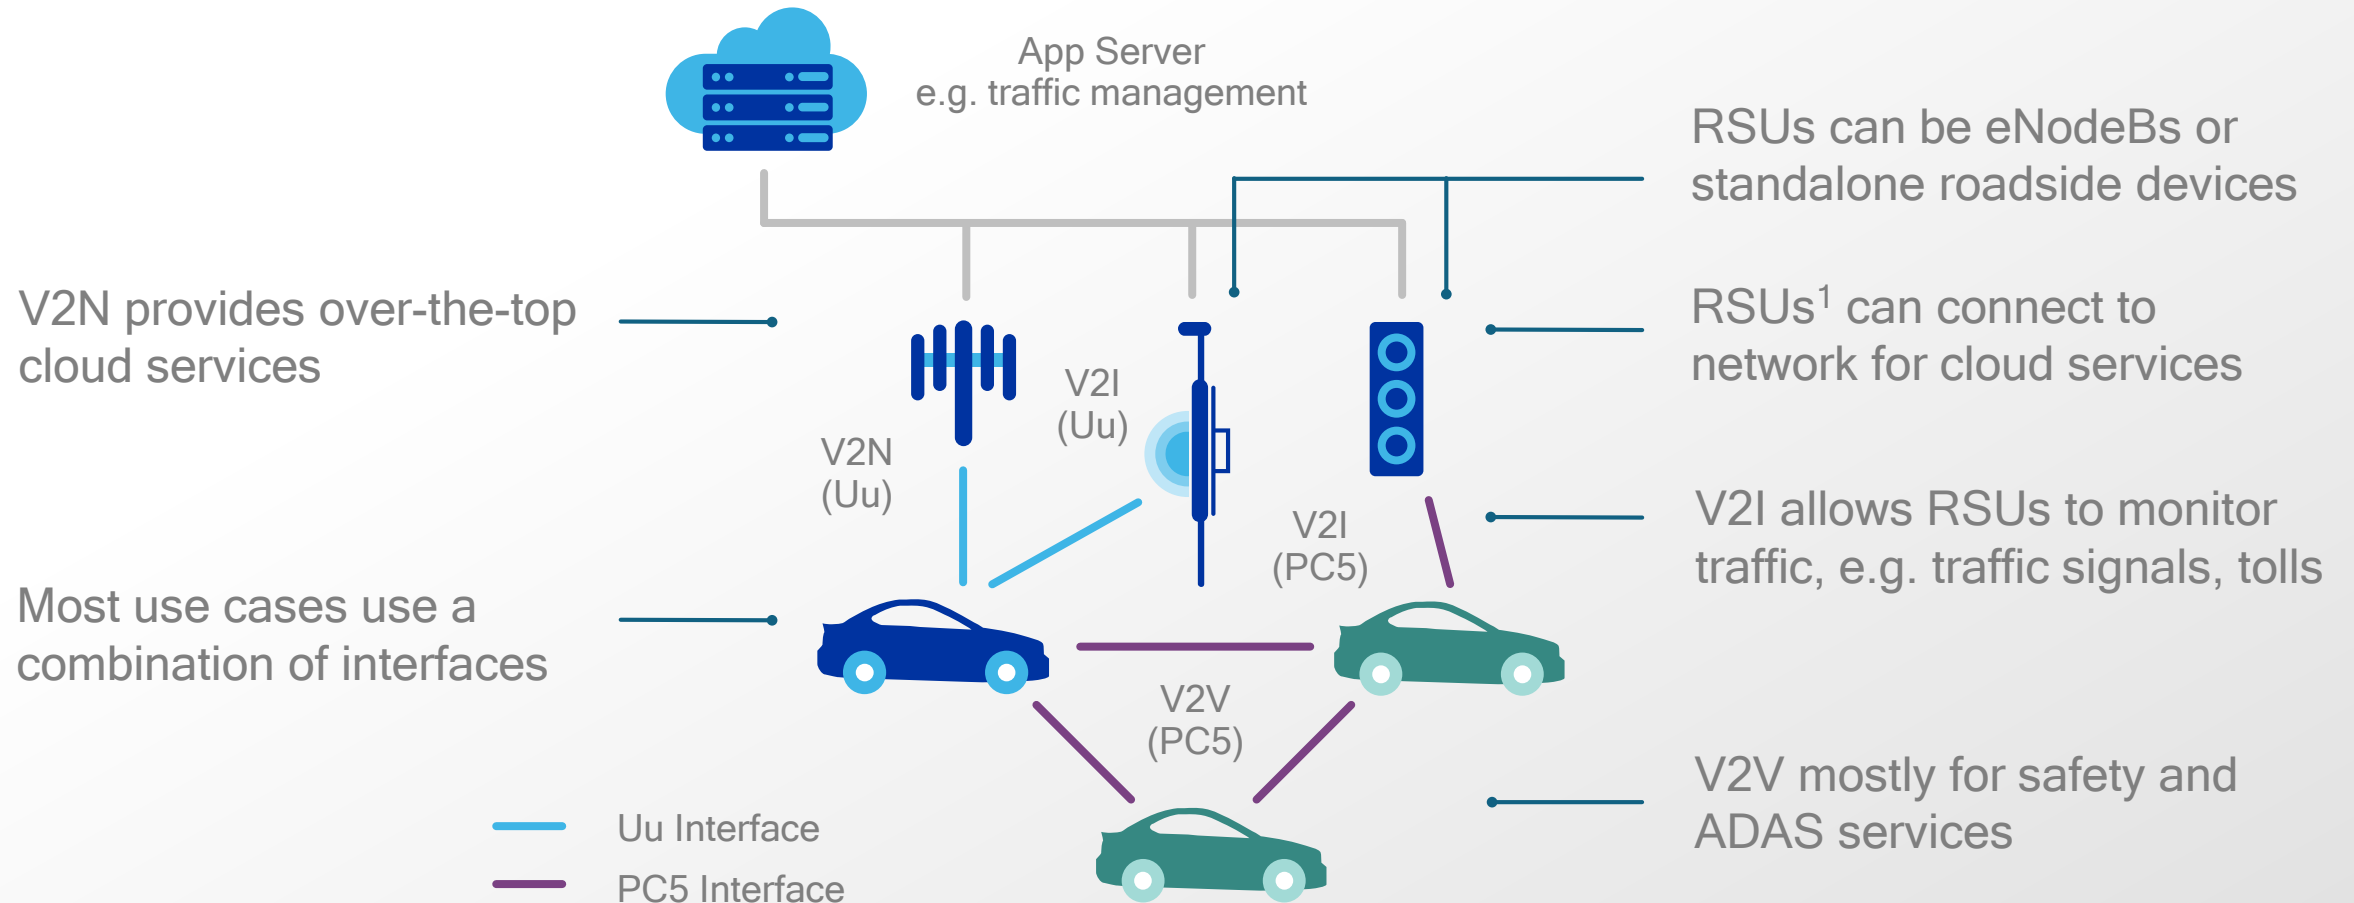 App Server
e.g. traffic management
RSUs can be eNodeBs or
standalone roadside devices
V2N provides over-the-top
cloud services
RSUs¹ can connect to
network for cloud services
V2I
(Uu)
V2N
(Uu)
V2I
(PC5)
V2I allows RSUs to monitor
traffic, e.g. traffic signals, tolls
Most use cases use a
combination of interfaces
V2V
(PC5)
V2V mostly for safety and
ADAS services
Uu Interface
PC5 Interface